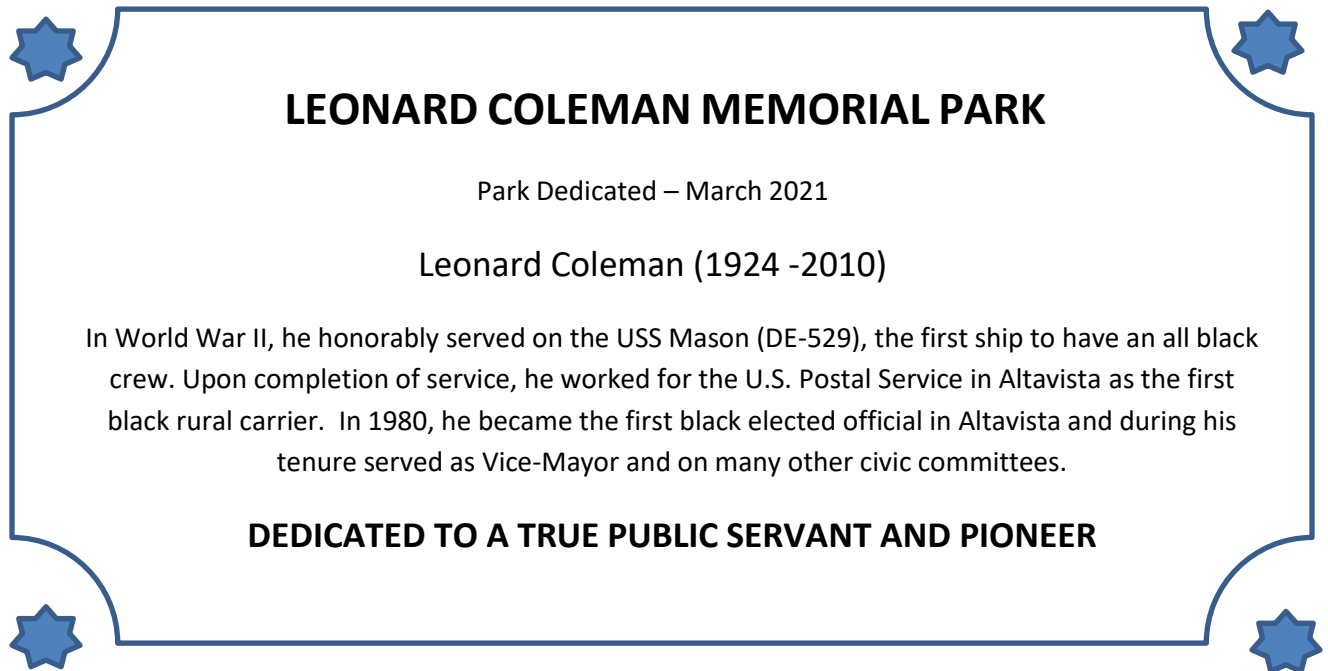 LEONARD COLEMAN MEMORIAL PARK
Park Dedicated – March 2021
Leonard Coleman (1924 -2010)
In World War II, he honorably served on the USS Mason (DE-529), the first ship to have an all black
crew. Upon completion of service, he worked for the U.S. Postal Service in Altavista as the first
black rural carrier.  In 1980, he became the first black elected official in Altavista and during his
tenure served as Vice-Mayor and on many other civic committees.
DEDICATED TO A TRUE PUBLIC SERVANT AND PIONEER